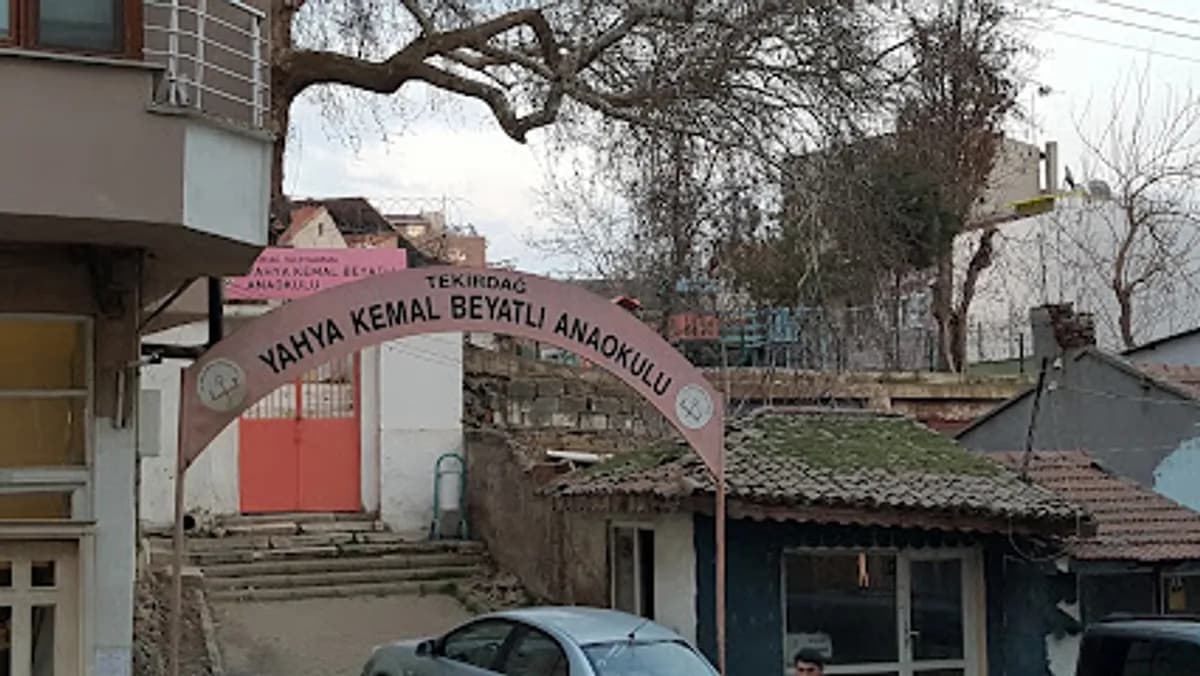 YAHYA KEMAL BEYATLI
ANAOKULU
TEKİRDAĞ
YAHYA KEMAL BEYATLI ANAOKULU